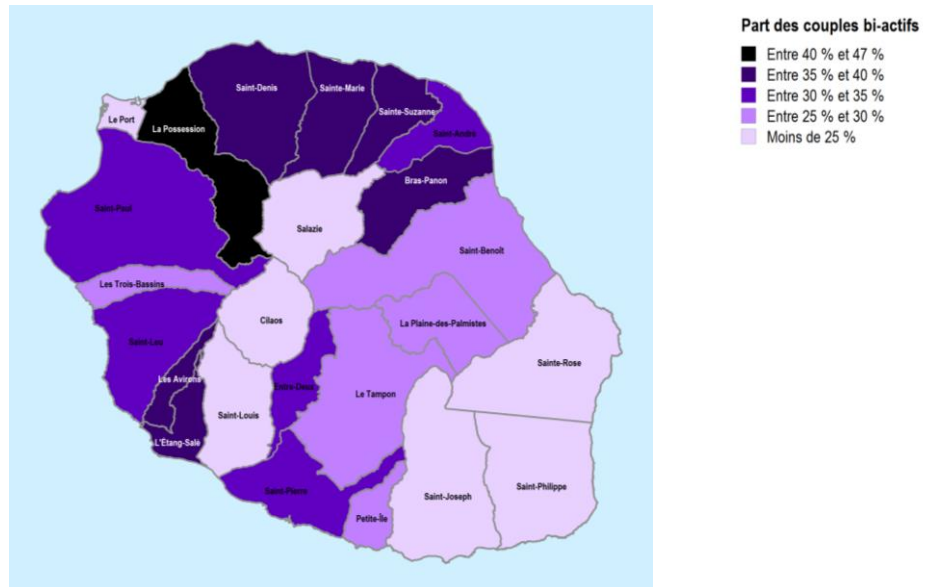 Part des couples bi-actifs
Entre 40 % et 47 %
Entre 35 % et 40 %
Entre 30 % et 35 %
Entre 25 % et 30 %
Moins de 25 %
Saint-Denis
Sainte-Marie
Sainte-Suzanne
Le Port
La Possession
Saint-André
Bras-Panon
Saint-Paul
Salazie
Saint-Benoît
Les Trois-Bassins
Cilaos
La Plaine-des-Palmistes
Saint-Leu
Sainte-Rose
Les Avirons
Entre-Deux
Le Tampon
Saint-Louis
L'Étang-Salé
Saint-Pierre
Saint-Joseph
Saint-Philippe
Petite-Île